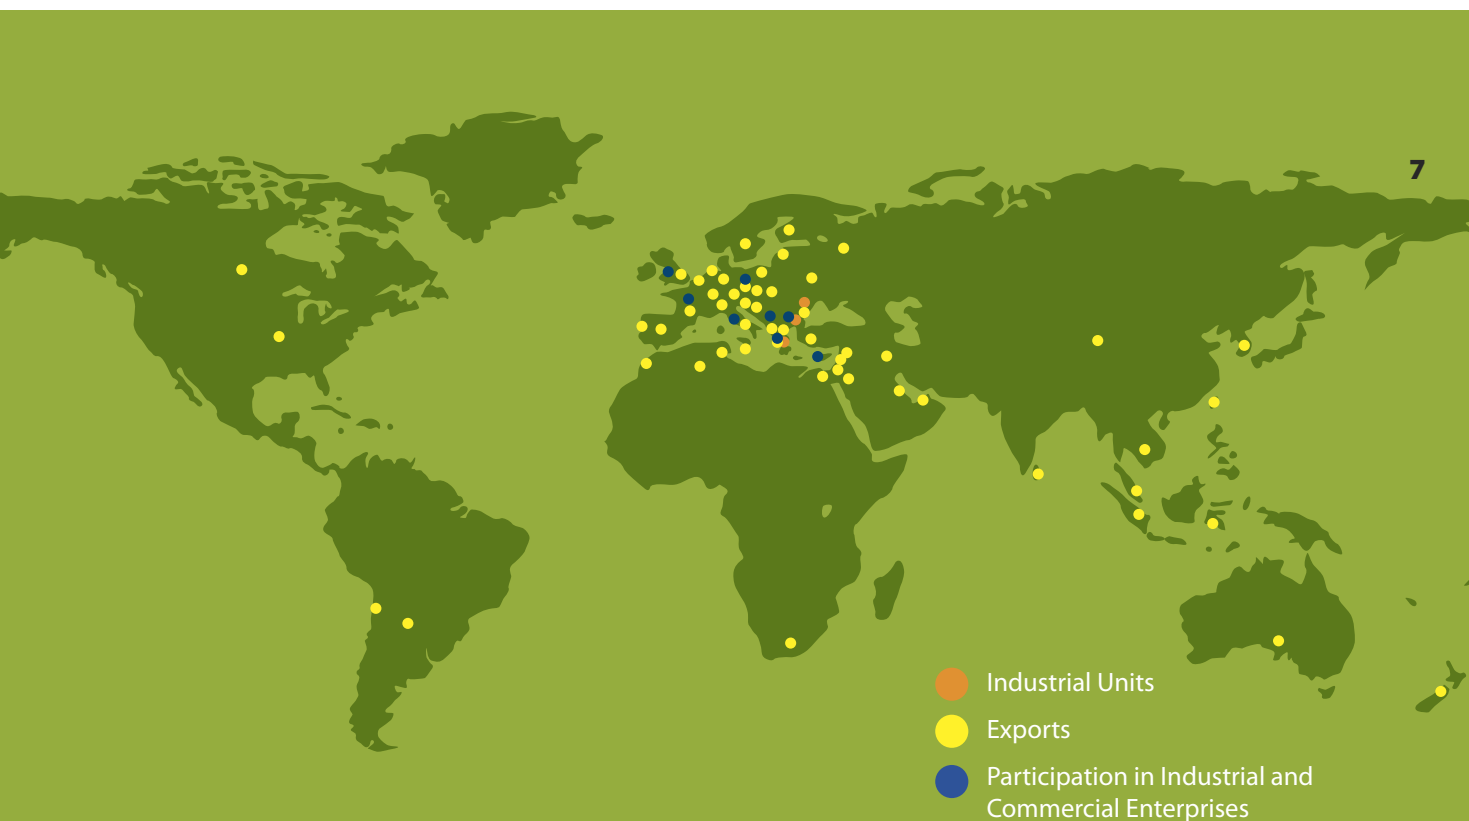 7
Industrial Units
Exports
Participation in Industrial and
Commercial Enterprises